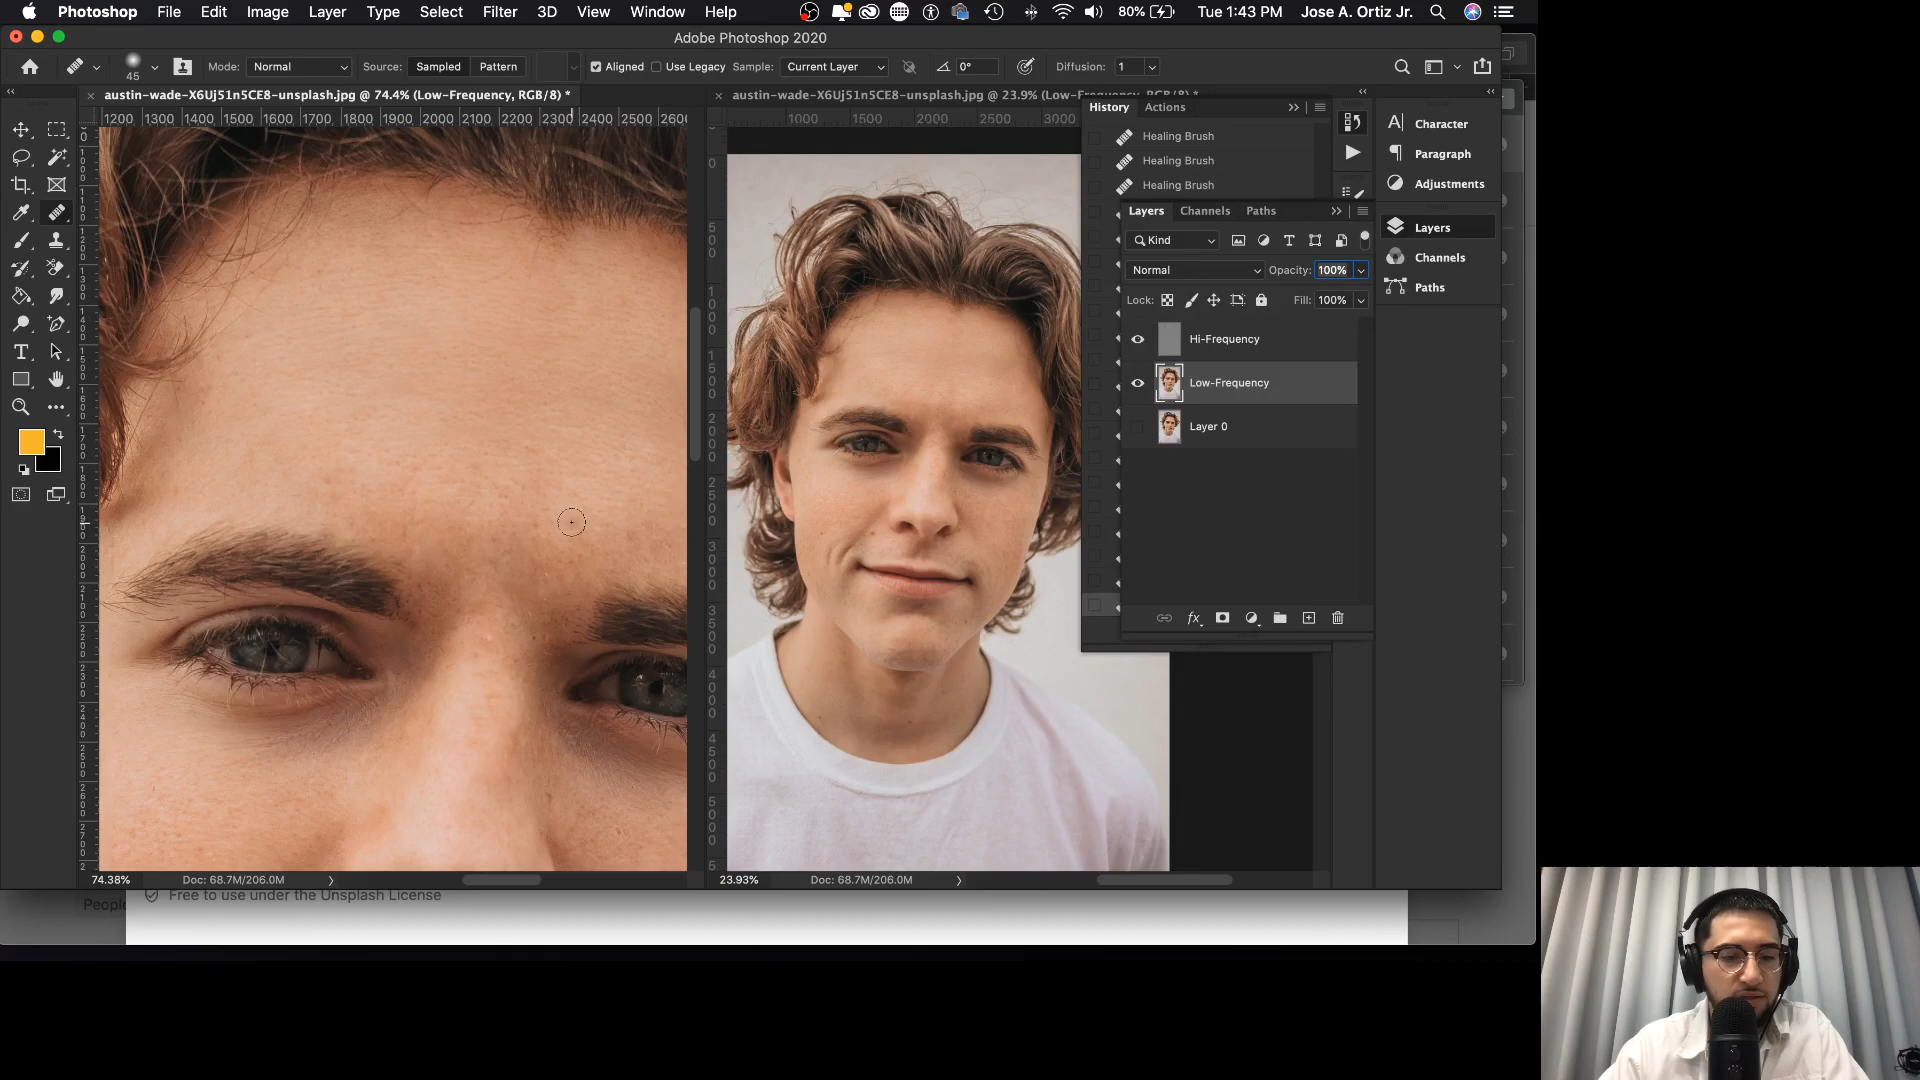 Photoshop File Edit Image Layer Type Select Filter 3D View Window Help 80% Tue 1:43 PM Jose A. Ortiz Jr.
Adobe Photoshop 2020
45 Mode: Normal Source: Sampled Pattern Aligned Use Legacy Sample: Current Layer 0° Diffusion: 1
austin-wade-X6Uj51n5CE8-unsplash.jpg @ 74.4% (Low-Frequency, RGB/8) *
austin-wade-X6Uj51n5CE8-unsplash.jpg @ 23.9% (Low-Frequency, RGB/8) *
1200 1300 1400 1500 1600 1700 1800 1900 2000 2100 2200 2300 2400 2500 2600
1000 1500 2000 2500 3000
History Actions
Healing Brush
Healing Brush
Healing Brush
Layers Channels Paths
Kind
Normal Opacity: 100%
Lock: Fill: 100%
Hi-Frequency
Low-Frequency
Layer 0
fx
Character
Paragraph
Adjustments
Layers
Channels
Paths
74.38% Doc: 68.7M/206.0M
23.93% Doc: 68.7M/206.0M
People
Free to use under the Unsplash License